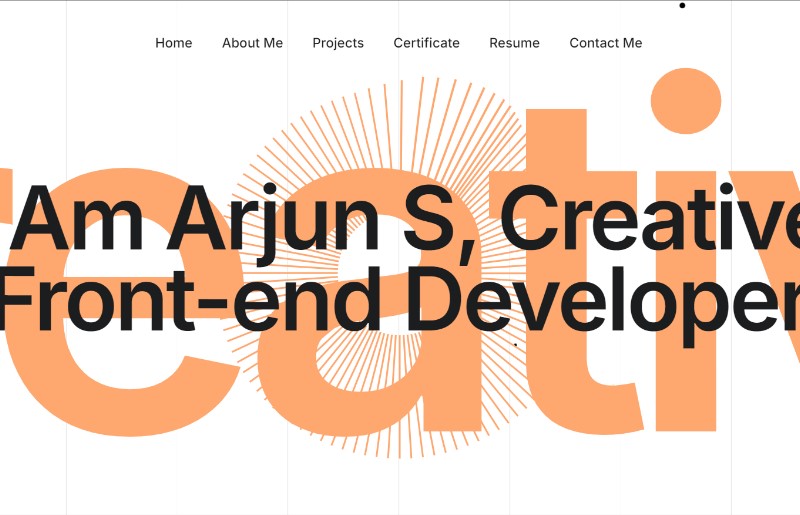 Home About Me Projects Certificate Resume Contact Me
Am Arjun S, Creative
Front-end Developer
reativ